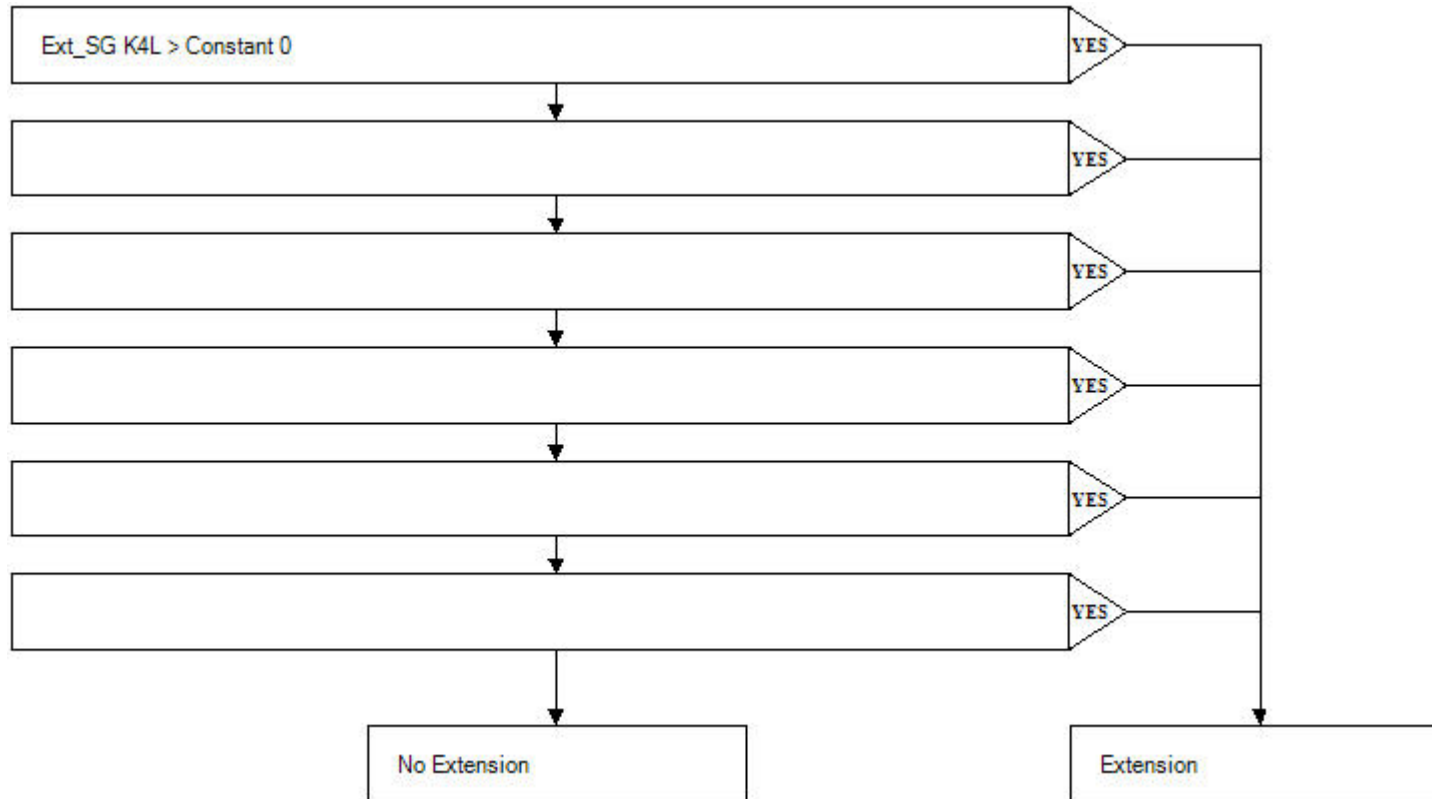 Ext_SG K4L > Constant 0
YES
YES
YES
YES
YES
YES
No Extension
Extension